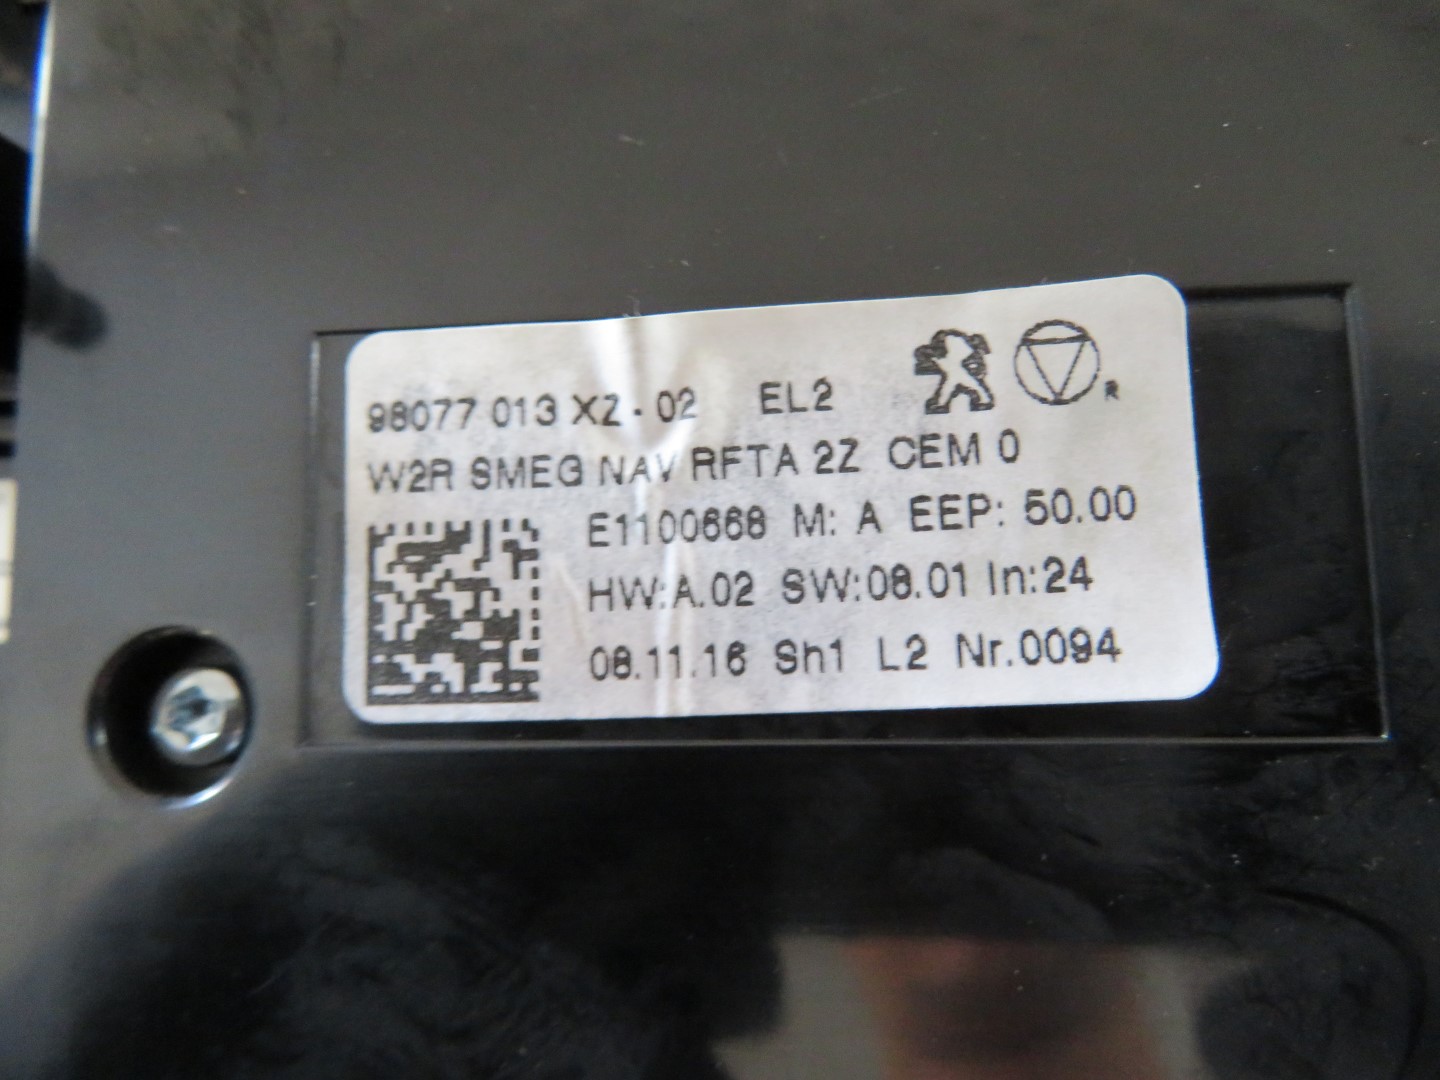 98077 013 XZ - 02 EL2
R
W2R SMEG NAV RFTA 2Z CEM 0
E1100668 M: A EEP: 50.00
HW:A.02 SW:08.01 In:24
08.11.16 Sh1 L2 Nr.0094